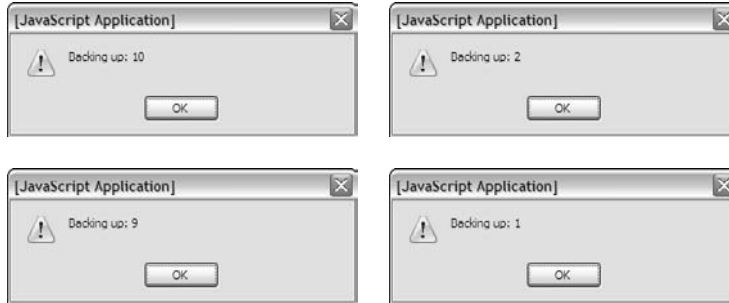 [JavaScript Application]
Backing up: 10
OK
[JavaScript Application]
Backing up: 2
OK
[JavaScript Application]
Backing up: 9
OK
[JavaScript Application]
Backing up: 1
OK